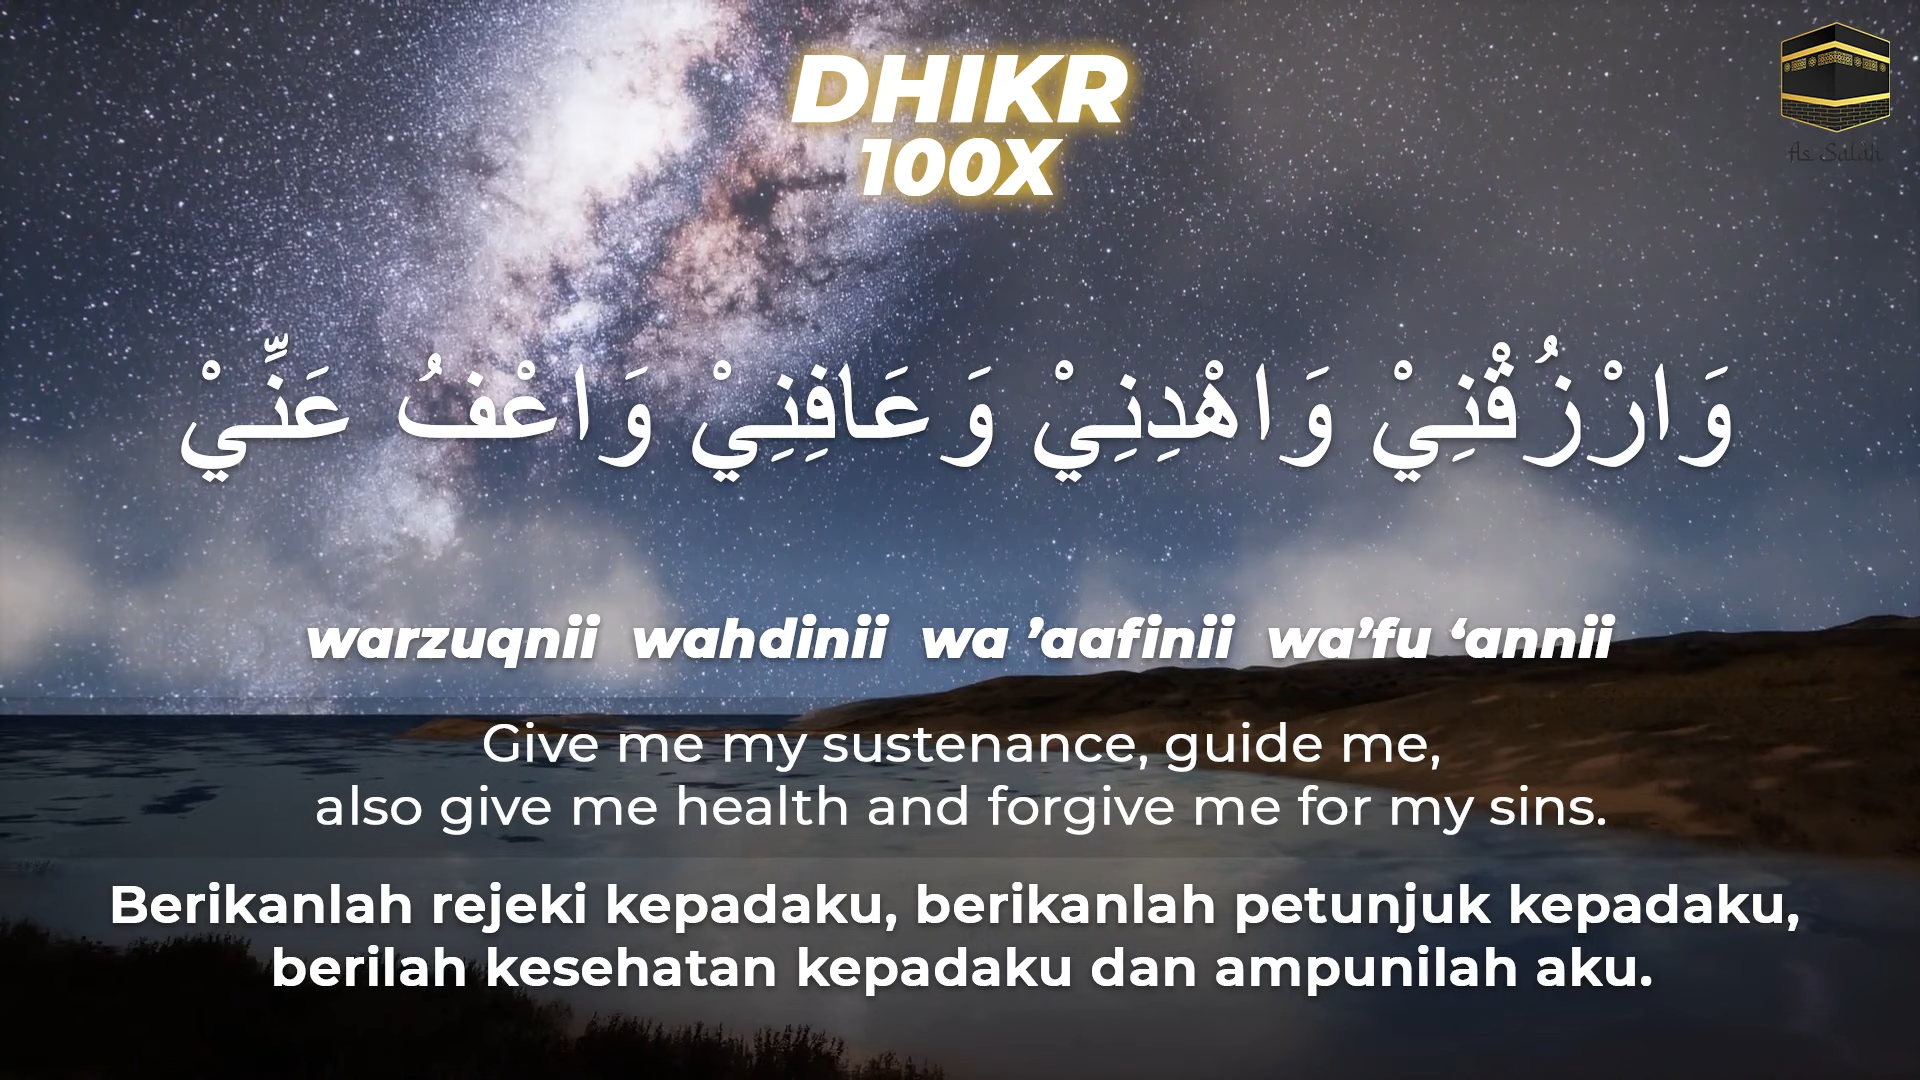 DHIKR
100X
As Salah
وَارْزُقْنِيْ وَاهْدِنِيْ وَعَافِنِيْ وَاعْفُ عَنِّيْ
warzuqnii wahdinii wa ’aafinii wa’fu ‘annii
Give me my sustenance, guide me,
also give me health and forgive me for my sins.
Berikanlah rejeki kepadaku, berikanlah petunjuk kepadaku,
berilah kesehatan kepadaku dan ampunilah aku.